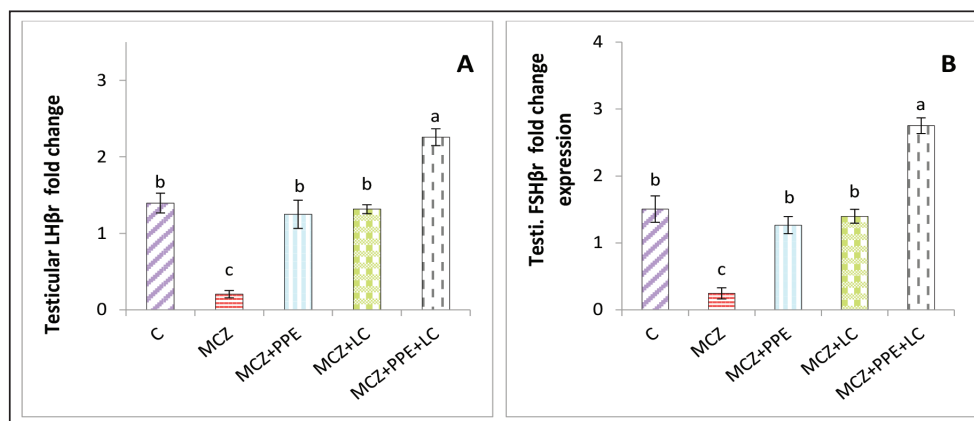 A
Testicular LHβr fold change
3
2
1
0
b
c
b
b
a
C
MCZ
MCZ+PPE
MCZ+LC
MCZ+PPE+LC
B
Testi. FSHβr fold change
expression
4
3
2
1
0
b
c
b
b
a
C
MCZ
MCZ+PPE
MCZ+LC
MCZ+PPE+LC